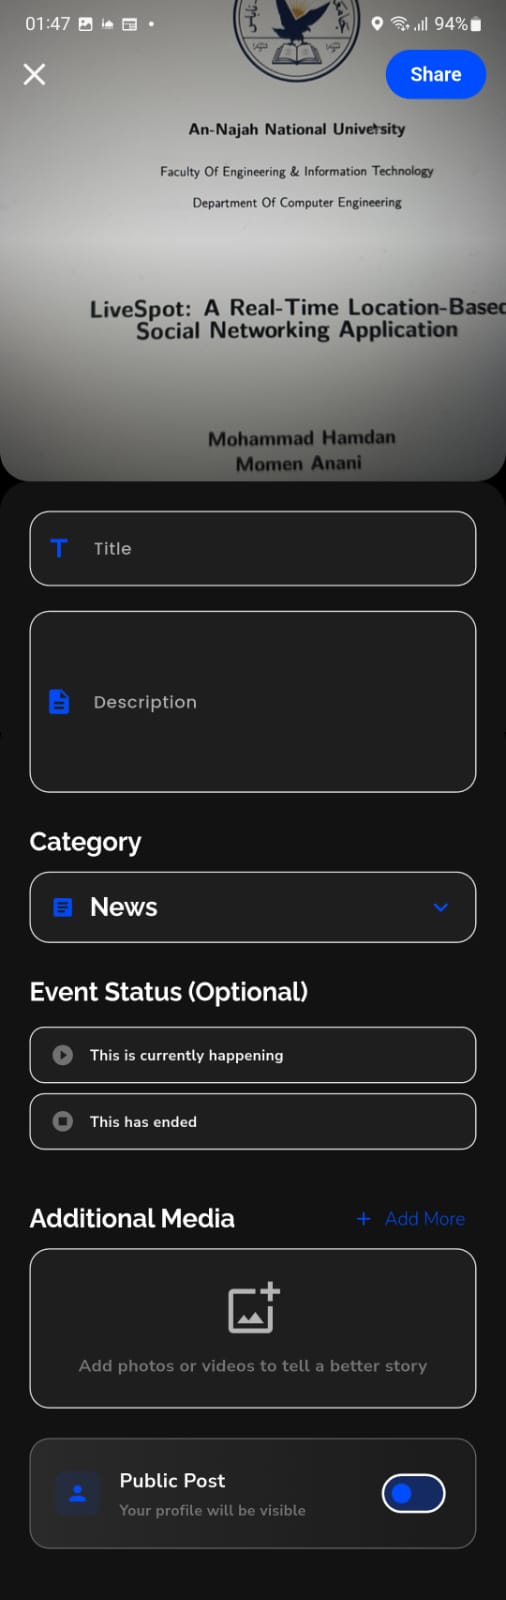 01:47
94%
Share
An-Najah National University
Faculty Of Engineering & Information Technology
Department Of Computer Engineering
LiveSpot: A Real-Time Location-Based
Social Networking Application
Mohammad Hamdan
Momen Anani
Title
Description
Category
News
Event Status (Optional)
This is currently happening
This has ended
Additional Media
+ Add More
Add photos or videos to tell a better story
Public Post
Your profile will be visible